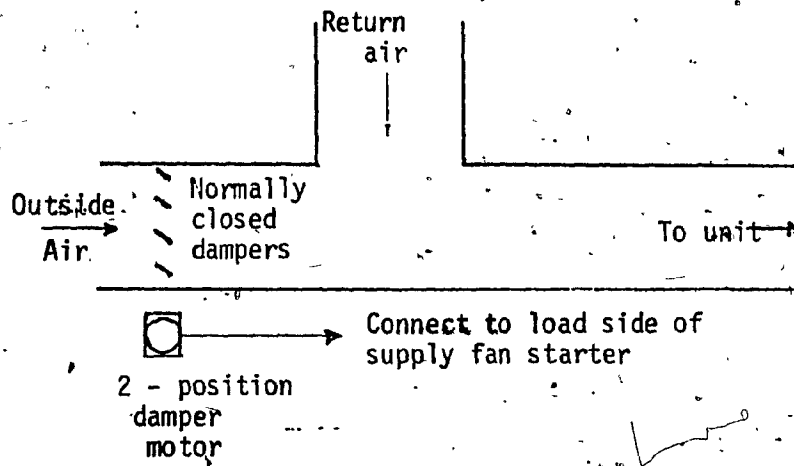 Return
air
Outside
Air
Normally
closed
dampers
To unit
Connect to load side of
supply fan starter
2 - position
damper
motor